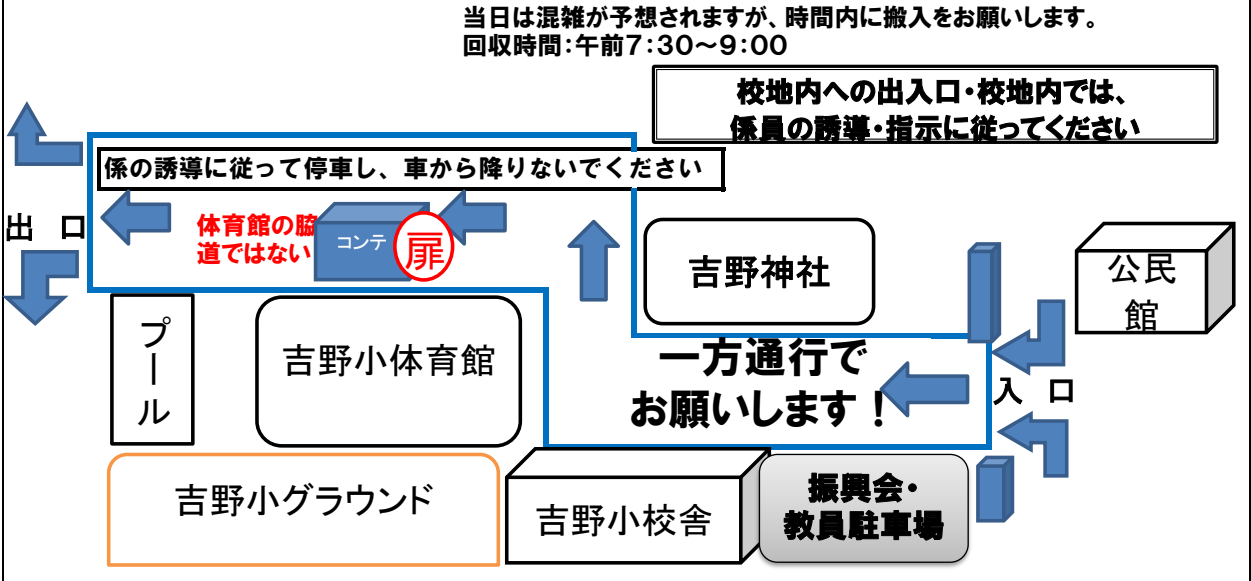 当日は混雑が予想されますが、時間内に搬入をお願いします。
回収時間：午前７：３０～９：００
校地内への出入口・校地内では、
係員の誘導・指示に従ってください
係の誘導に従って停車し、車から降りないでください
出　口
体育館の脇
道ではない
コンテ
扉
吉野神社
公民
館
プール
吉野小体育館
一方通行で
お願いします！
入　口
吉野小グラウンド
吉野小校舎
振興会・
教員駐車場